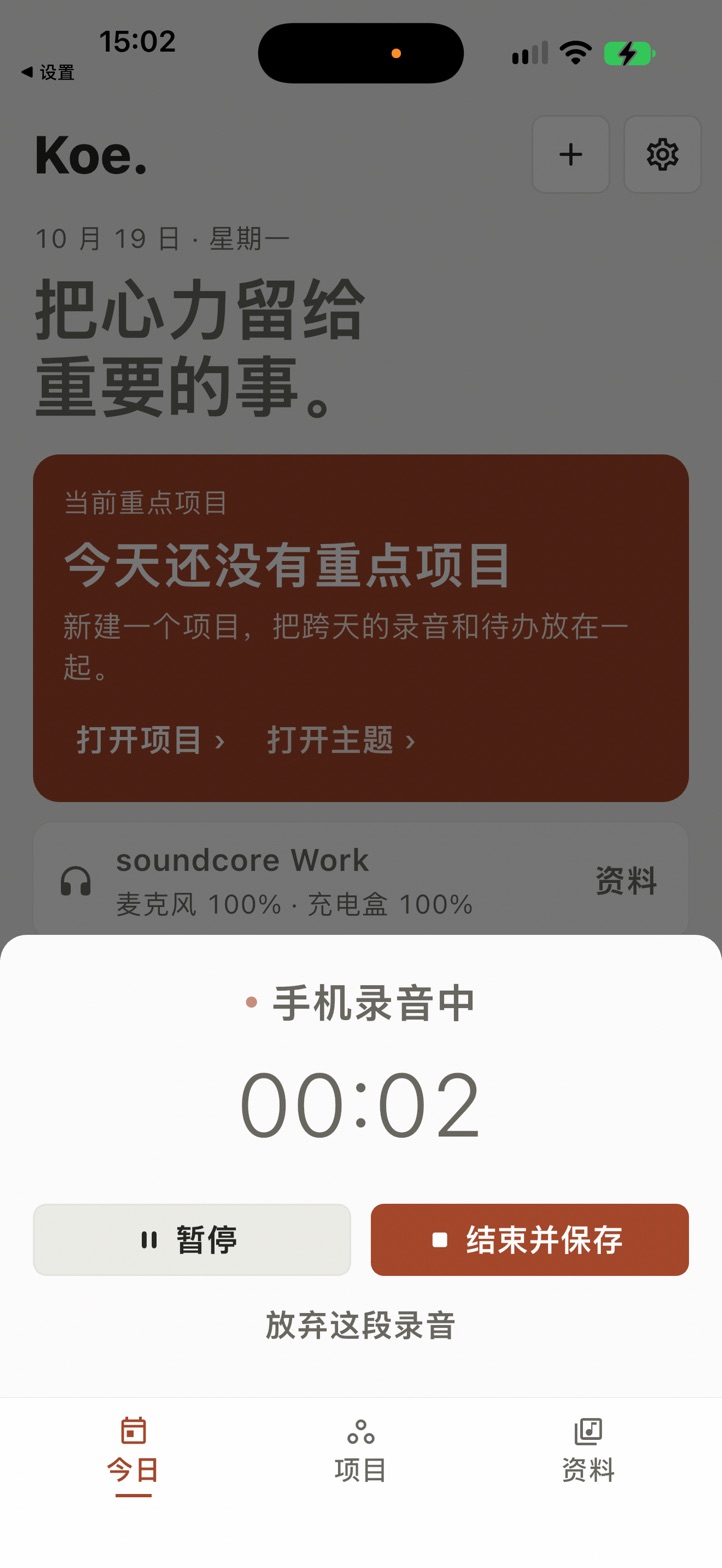 15:02
◀ 设置
Koe.
10 月 19 日 · 星期一
把心力留给
重要的事。
当前重点项目
今天还没有重点项目
新建一个项目，把跨天的录音和待办放在一
起。
打开项目 › 打开主题 ›
soundcore Work
麦克风 100% · 充电盒 100%
资料
手机录音中
00:02
暂停 结束并保存
放弃这段录音
今日 项目 资料